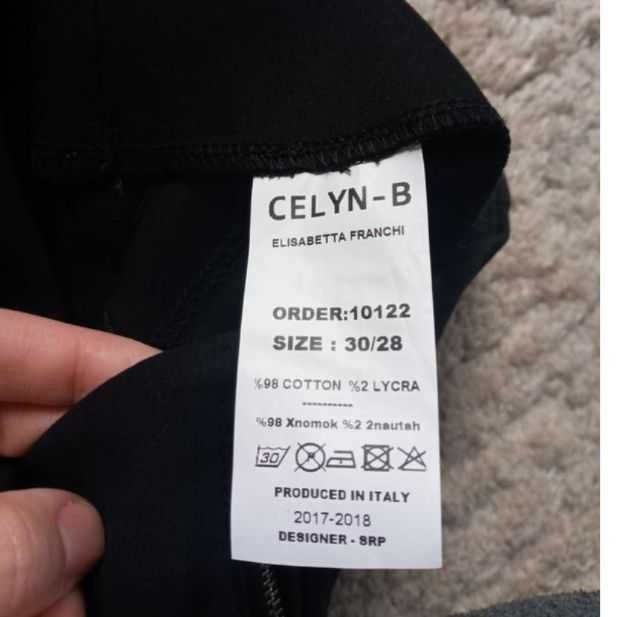 CELYN-B
ELISABETTA FRANCHI
ORDER:10122
SIZE : 30/28
%98 COTTON %2 LYCRA
----------
%98 Xnomok %2 2nautah
30
PRODUCED IN ITALY
2017-2018
DESIGNER - SRP